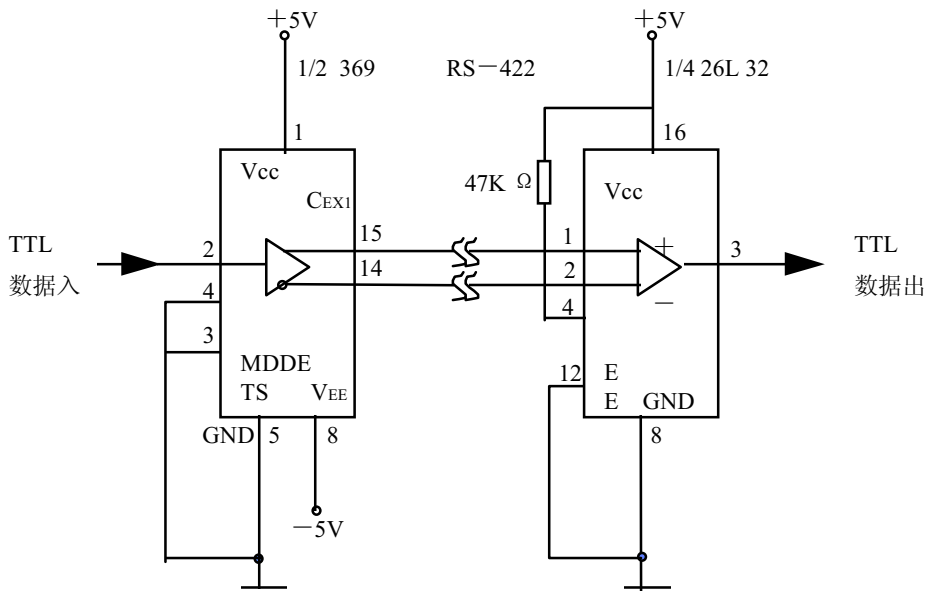 +5V
+5V
1/2 369
RS-422
1/4 26L 32
1
16
Vcc
CEX1
47K Ω
Vcc
TTL
数据入
2
15
14
1
2
+
-
3
TTL
数据出
4
3
4
MDDE
TS
VEE
12
E
E
GND
GND
5
8
8
-5V